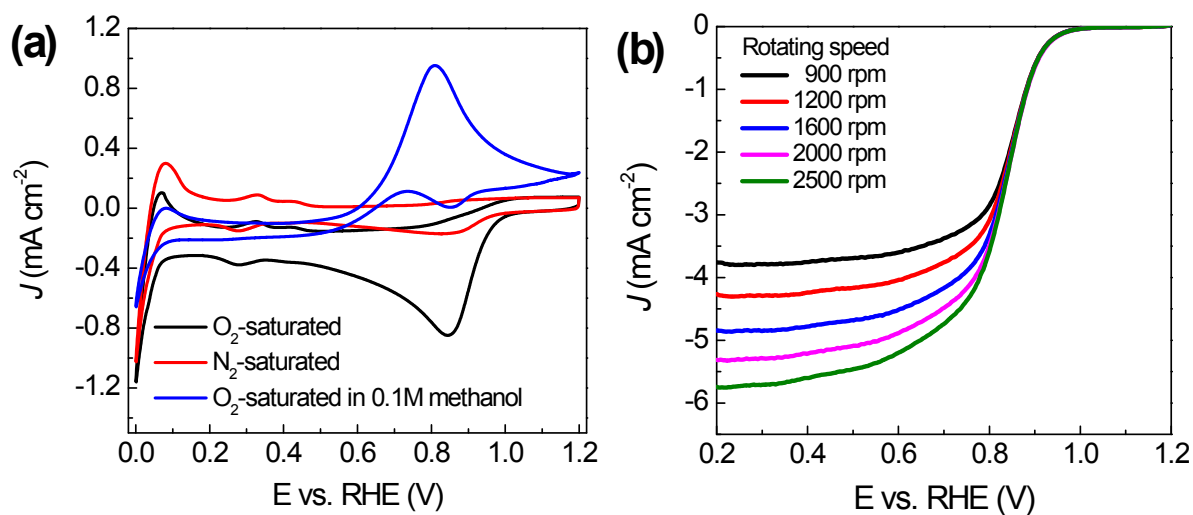 (a)
1.2
0.8
0.4
0.0
-0.4
-0.8
-1.2
J (mA cm⁻²)
O₂-saturated
N₂-saturated
O₂-saturated in 0.1M methanol
0.0 0.2 0.4 0.6 0.8 1.0 1.2
E vs. RHE (V)
(b)
0
-1
-2
-3
-4
-5
-6
J (mA cm⁻²)
Rotating speed
900 rpm
1200 rpm
1600 rpm
2000 rpm
2500 rpm
0.2 0.4 0.6 0.8 1.0 1.2
E vs. RHE (V)